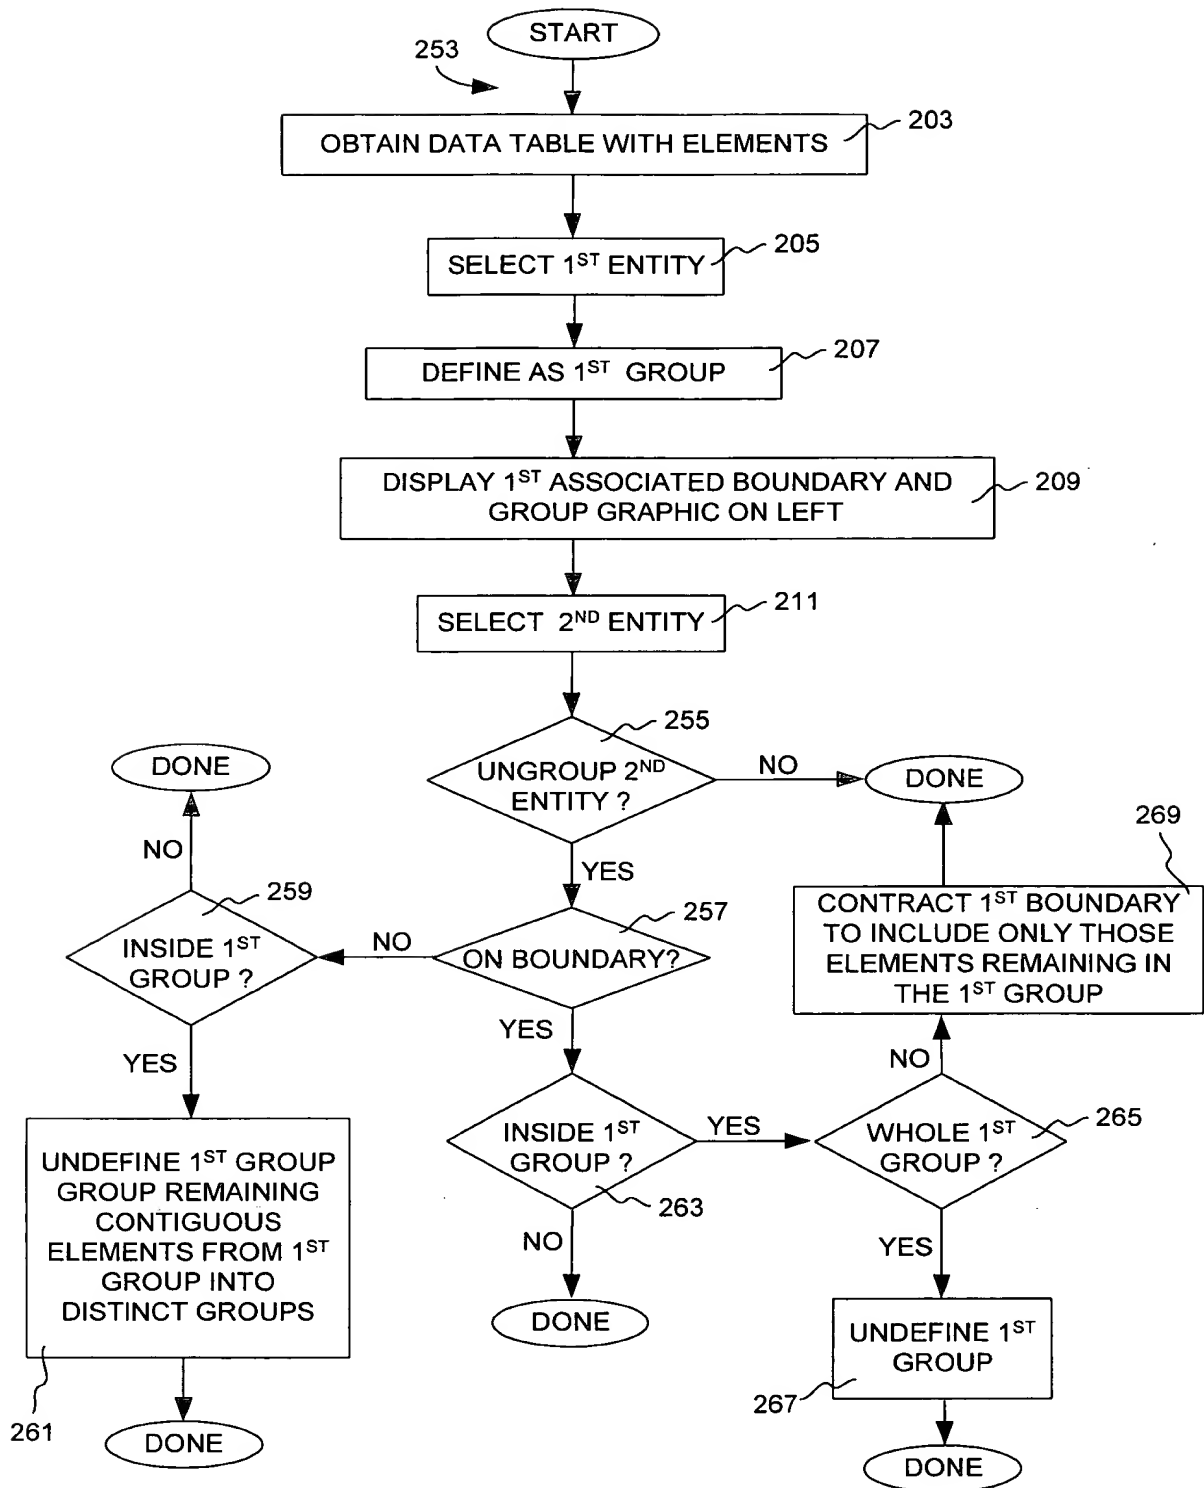 START
253
203
OBTAIN DATA TABLE WITH ELEMENTS
205
SELECT 1ST ENTITY
207
DEFINE AS 1ST GROUP
DISPLAY 1ST ASSOCIATED BOUNDARY AND
GROUP GRAPHIC ON LEFT
209
211
SELECT 2ND ENTITY
255
UNGROUP 2ND
ENTITY ?
NO
DONE
DONE
YES
NO
259
INSIDE 1ST
GROUP ?
NO
257
ON BOUNDARY?
269
CONTRACT 1ST BOUNDARY
TO INCLUDE ONLY THOSE
ELEMENTS REMAINING IN
THE 1ST GROUP
YES
YES
NO
INSIDE 1ST
GROUP ?
263
YES
WHOLE 1ST
GROUP ?
265
UNDEFINE 1ST GROUP
GROUP REMAINING
CONTIGUOUS
ELEMENTS FROM 1ST
GROUP INTO
DISTINCT GROUPS
261
DONE
NO
DONE
YES
UNDEFINE 1ST
GROUP
267
DONE